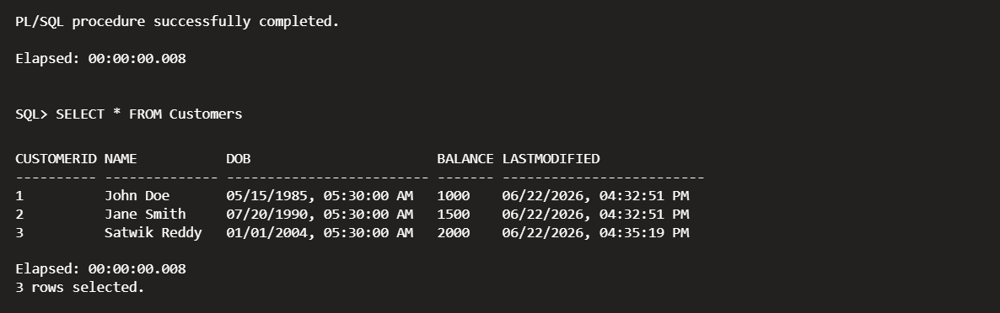 PL/SQL procedure successfully completed.
Elapsed: 00:00:00.008
SQL> SELECT * FROM Customers
CUSTOMERID NAME           DOB                       BALANCE LASTMODIFIED
---------- -------------- ------------------------- ------- -------------------------
1          John Doe       05/15/1985, 05:30:00 AM   1000    06/22/2026, 04:32:51 PM
2          Jane Smith     07/20/1990, 05:30:00 AM   1500    06/22/2026, 04:32:51 PM
3          Satwik Reddy   01/01/2004, 05:30:00 AM   2000    06/22/2026, 04:35:19 PM
Elapsed: 00:00:00.008
3 rows selected.